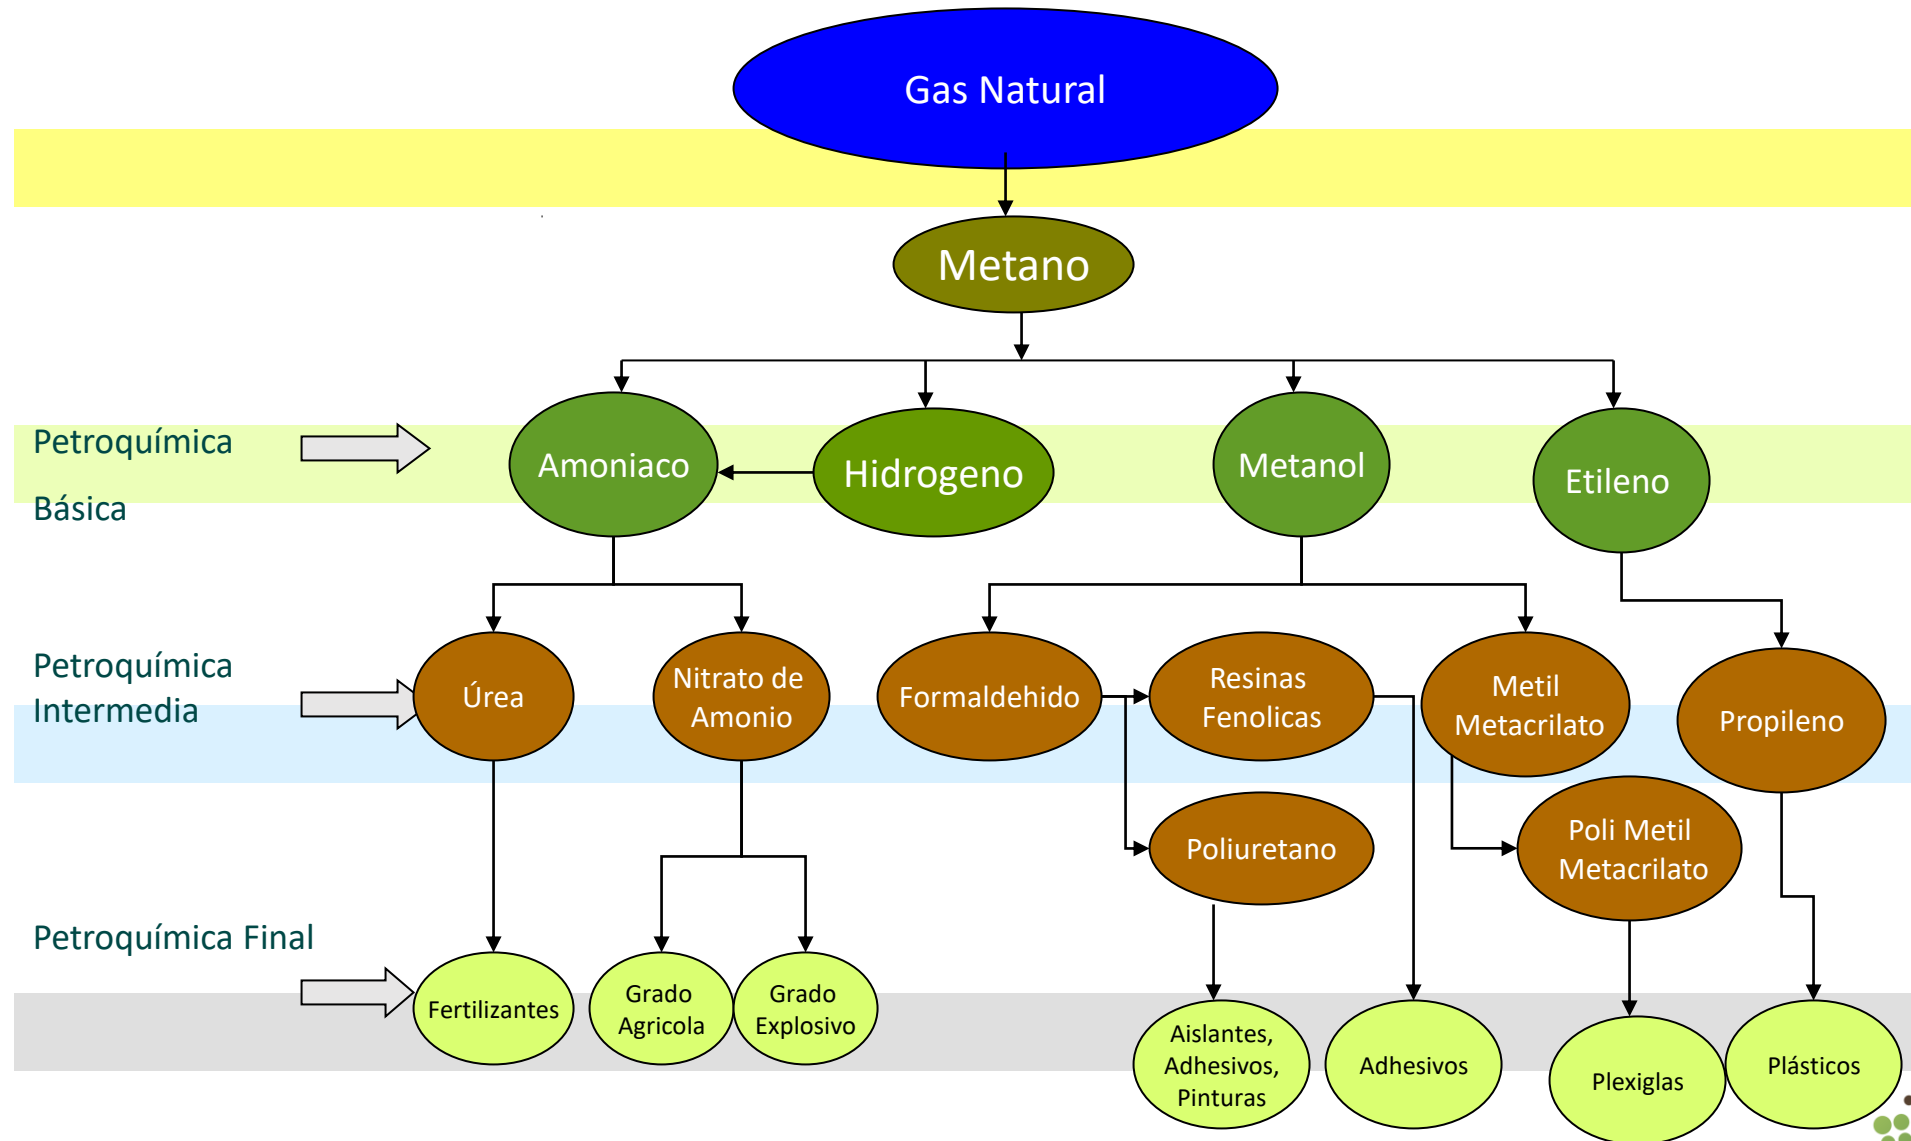 Gas Natural
Metano
Petroquímica
Básica
Amoniaco
Hidrogeno
Metanol
Etileno
Petroquímica
Intermedia
Úrea
Nitrato de
Amonio
Formaldehido
Resinas
Fenolicas
Metil
Metacrilato
Propileno
Poliuretano
Poli Metil
Metacrilato
Petroquímica Final
Fertilizantes
Grado
Agricola
Grado
Explosivo
Aislantes,
Adhesivos,
Pinturas
Adhesivos
Plexiglas
Plásticos